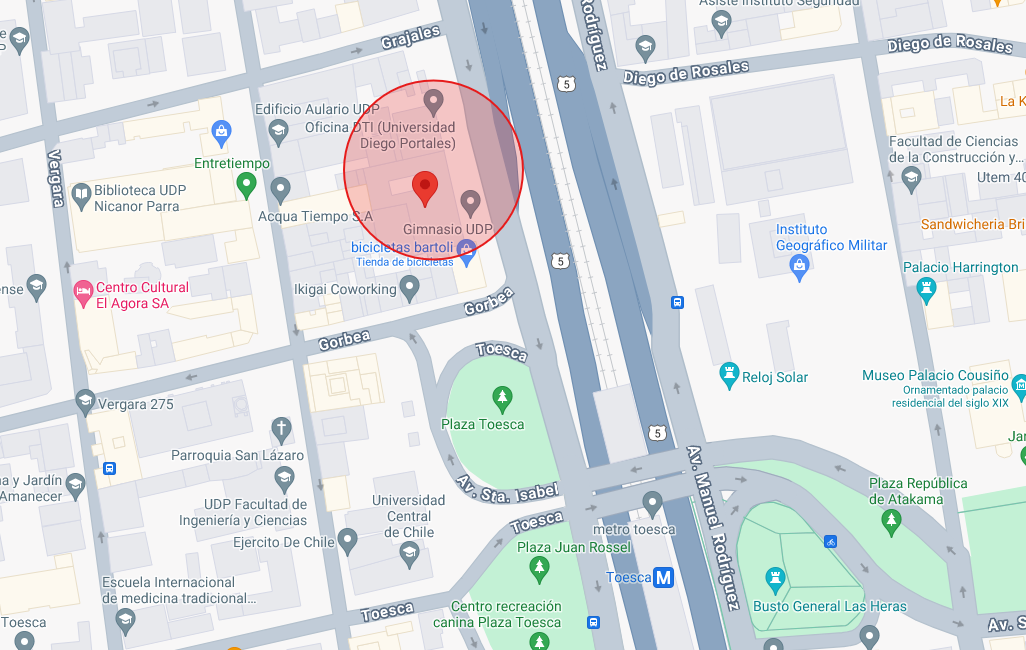 Asiste Instituto Seguridad
Rodríguez
Grajales
Diego de Rosales
Diego de Rosales
5
La K
Edificio Aulario UDP
Oficina DTI (Universidad
Diego Portales)
Facultad de Ciencias
de la Construcción y...
Utem 40
Vergara
Entretiempo
Biblioteca UDP
Nicanor Parra
Acqua Tiempo S.A
Gimnasio UDP
Sandwicheria Bri
bicicletas bartoli
Tienda de bicicletas
Instituto
Geográfico Militar
5
Palacio Harrington
ense
Centro Cultural
El Agora SA
Ikigai Coworking
Gorbea
Gorbea
Toesca
Reloj Solar
Museo Palacio Cousiño
Ornamentado palacio
residencial del siglo XIX
Vergara 275
Plaza Toesca
5
Parroquia San Lázaro
a y Jardín
Amanecer
Av. Sta. Isabel
Av. Manuel Rodríguez
Plaza República
de Atakama
UDP Facultad de
Ingeniería y Ciencias
Universidad
Central
de Chile
Toesca
metro toesca
Ejercito De Chile
Plaza Juan Rossel
Toesca
M
Escuela Internacional
de medicina tradicional...
Toesca
Centro recreación
canina Plaza Toesca
Busto General Las Heras
Toesca
Av. S